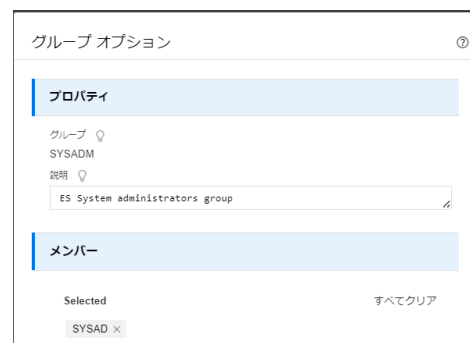 グループ オプション
プロパティ
グループ
SYSADM
説明
ES System administrators group
メンバー
Selected すべてクリア
SYSAD ×